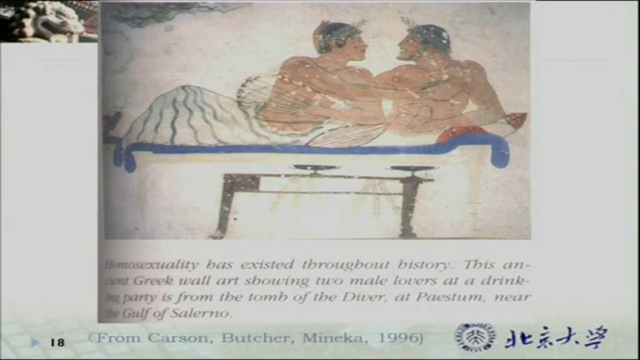 Homosexuality has existed throughout history. This an-
cient Greek wall art showing two male lovers at a drink-
ing party is from the tomb of the Diver, at Paestum, near
the Gulf of Salerno.
18
(From Carson, Butcher, Mineka, 1996)
北京大学